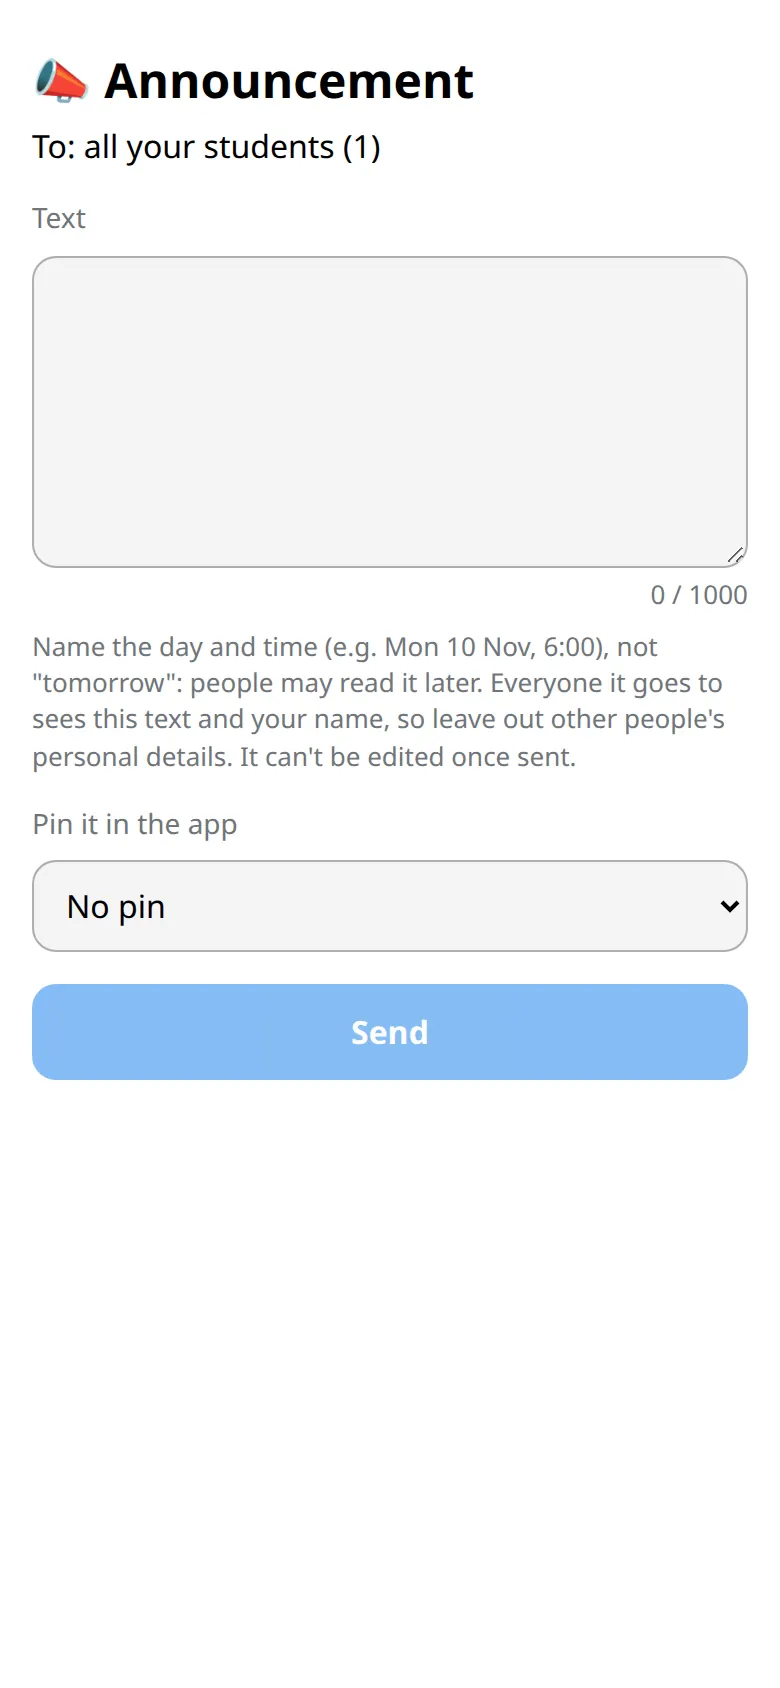 📣 Announcement
To: all your students (1)
Text
0 / 1000
Name the day and time (e.g. Mon 10 Nov, 6:00), not
"tomorrow": people may read it later. Everyone it goes to
sees this text and your name, so leave out other people's
personal details. It can't be edited once sent.
Pin it in the app
No pin
Send